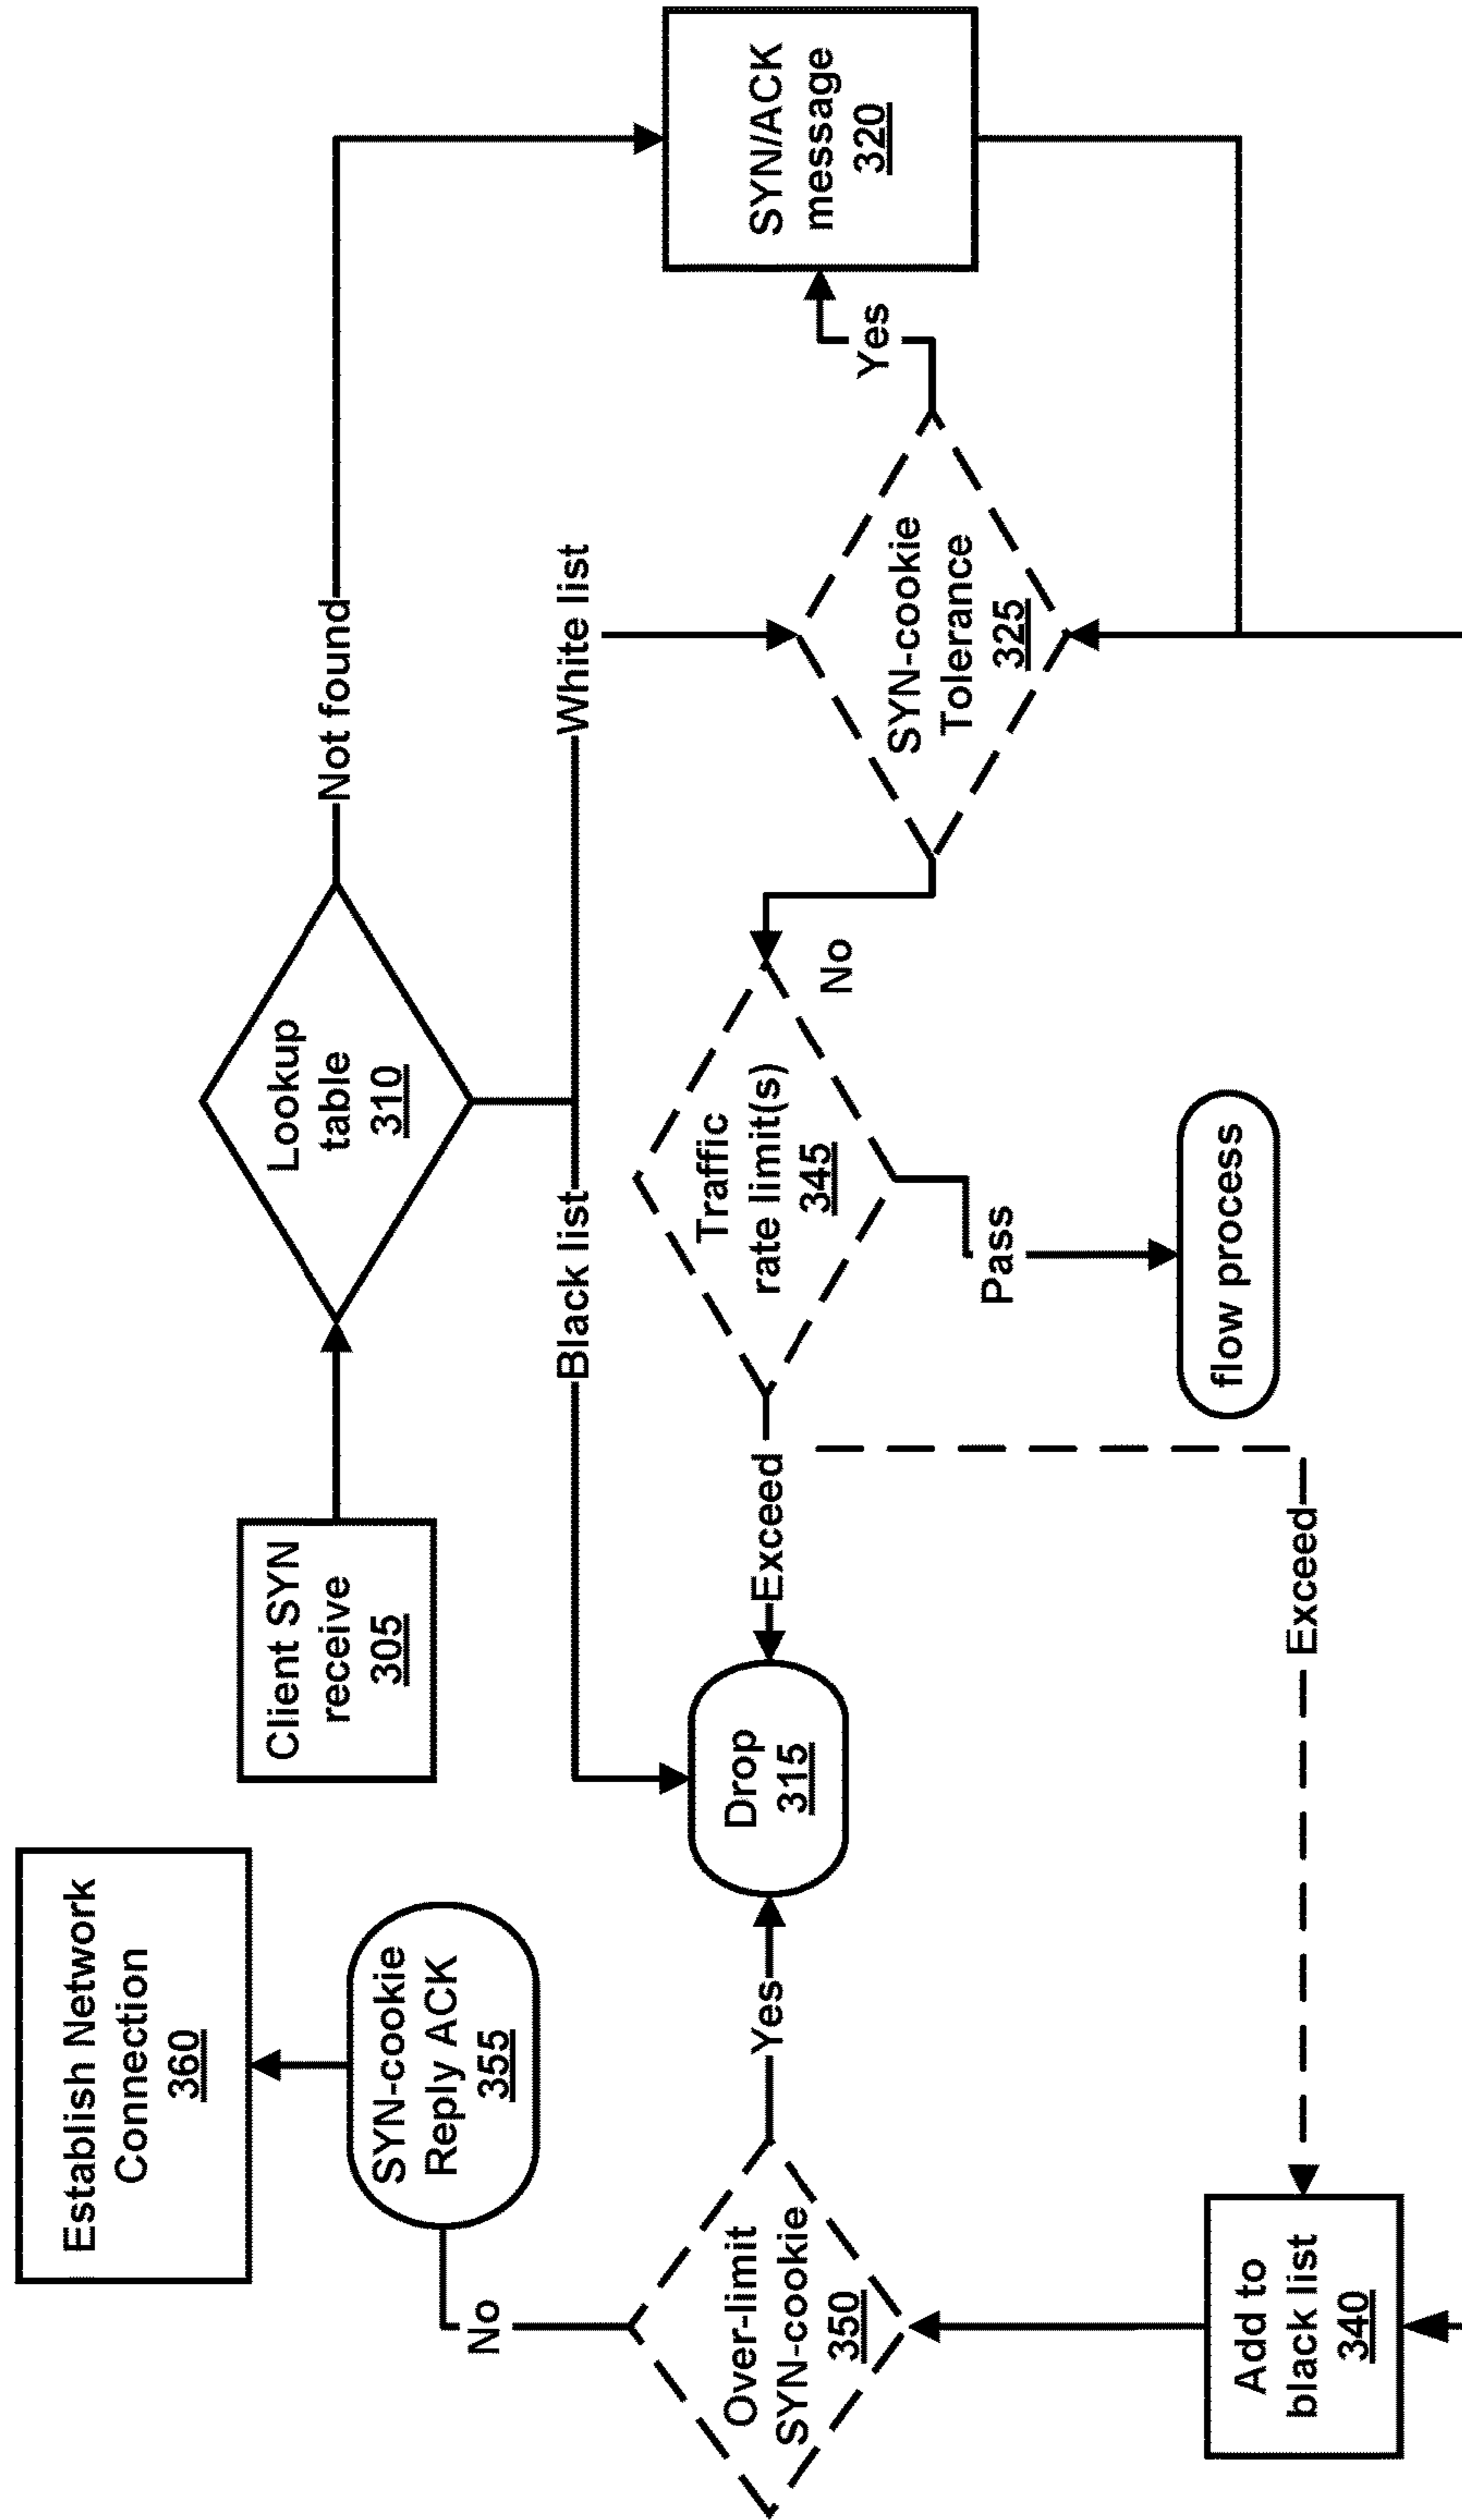 Establish Network
Connection
360
Client SYN
receive
305
Lookup
table
310
Not found
SYN-cookie
Reply ACK
355
Black list
White list
No
Over-limit
SYN-cookie
350
Yes
Drop
315
Exceed
Traffic
rate limit(s)
345
No
SYN-cookie
Tolerance
325
Yes
SYN/ACK
message
320
Pass
flow process
Exceed
Add to
black list
340